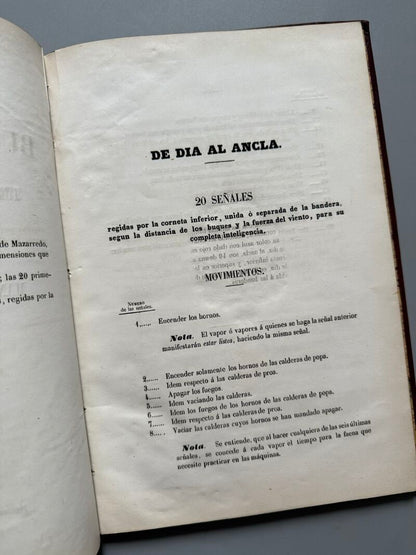 de Mazarredo,
imensiones que
; las 20 prime-
, regidas por la
DE DIA AL ANCLA.
20 SEÑALES
regidas por la corneta inferior, unida ó separada de la bandera,
segun la distancia de los buques y la fuerza del viento, para su
completa inteligencia.
MOVIMIENTOS.
Número
de las señales.
1..... Encender los hornos.
Nota. El vapor ó vapores á quienes se haga la señal anterior
manifestarán estar listos, haciendo la misma señal.
2..... Encender solamente los hornos de las calderas de popa.
3..... Idem respecto á las calderas de proa.
4..... Apagar los fuegos.
5..... Idem vaciando las calderas.
6..... Idem los fuegos de los hornos de las calderas de popa.
7..... Idem respecto á las calderas de proa.
8..... Vaciar las calderas cuyos hornos se han mandado apagar.
Nota. Se entiende, que al hacer cualquiera de las seis últimas
señales, se concede á cada vapor el tiempo para la faena que
necesite practicar en las máquinas.